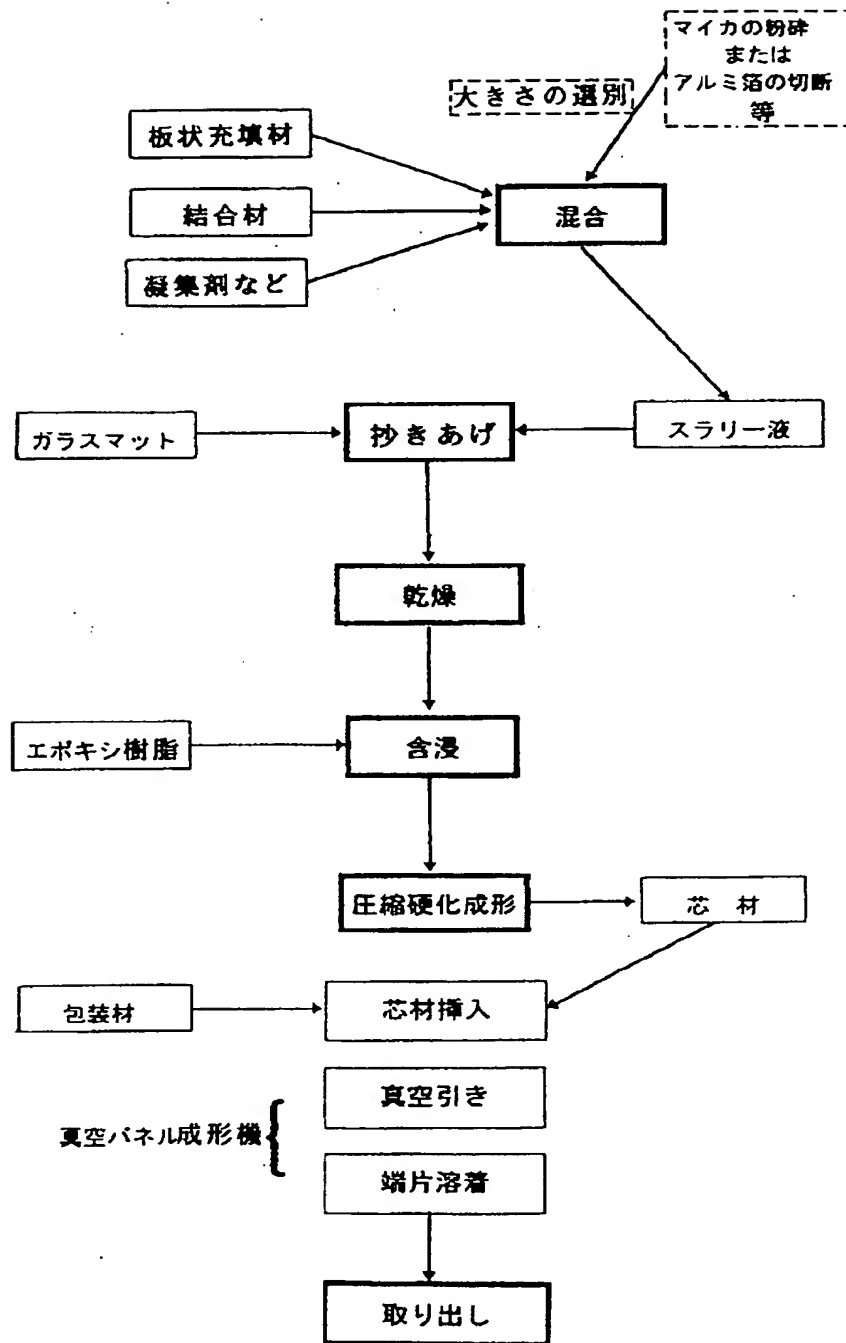 マイカの粉砕
または
アルミ箔の切断
等
大きさの選別
板状充填材
結合材
混合
凝集剤など
ガラスマット
抄きあげ
スラリー液
乾燥
エポキシ樹脂
含浸
圧縮硬化成形
芯 材
包装材
芯材挿入
真空引き
真空パネル成形機
端片溶着
取り出し